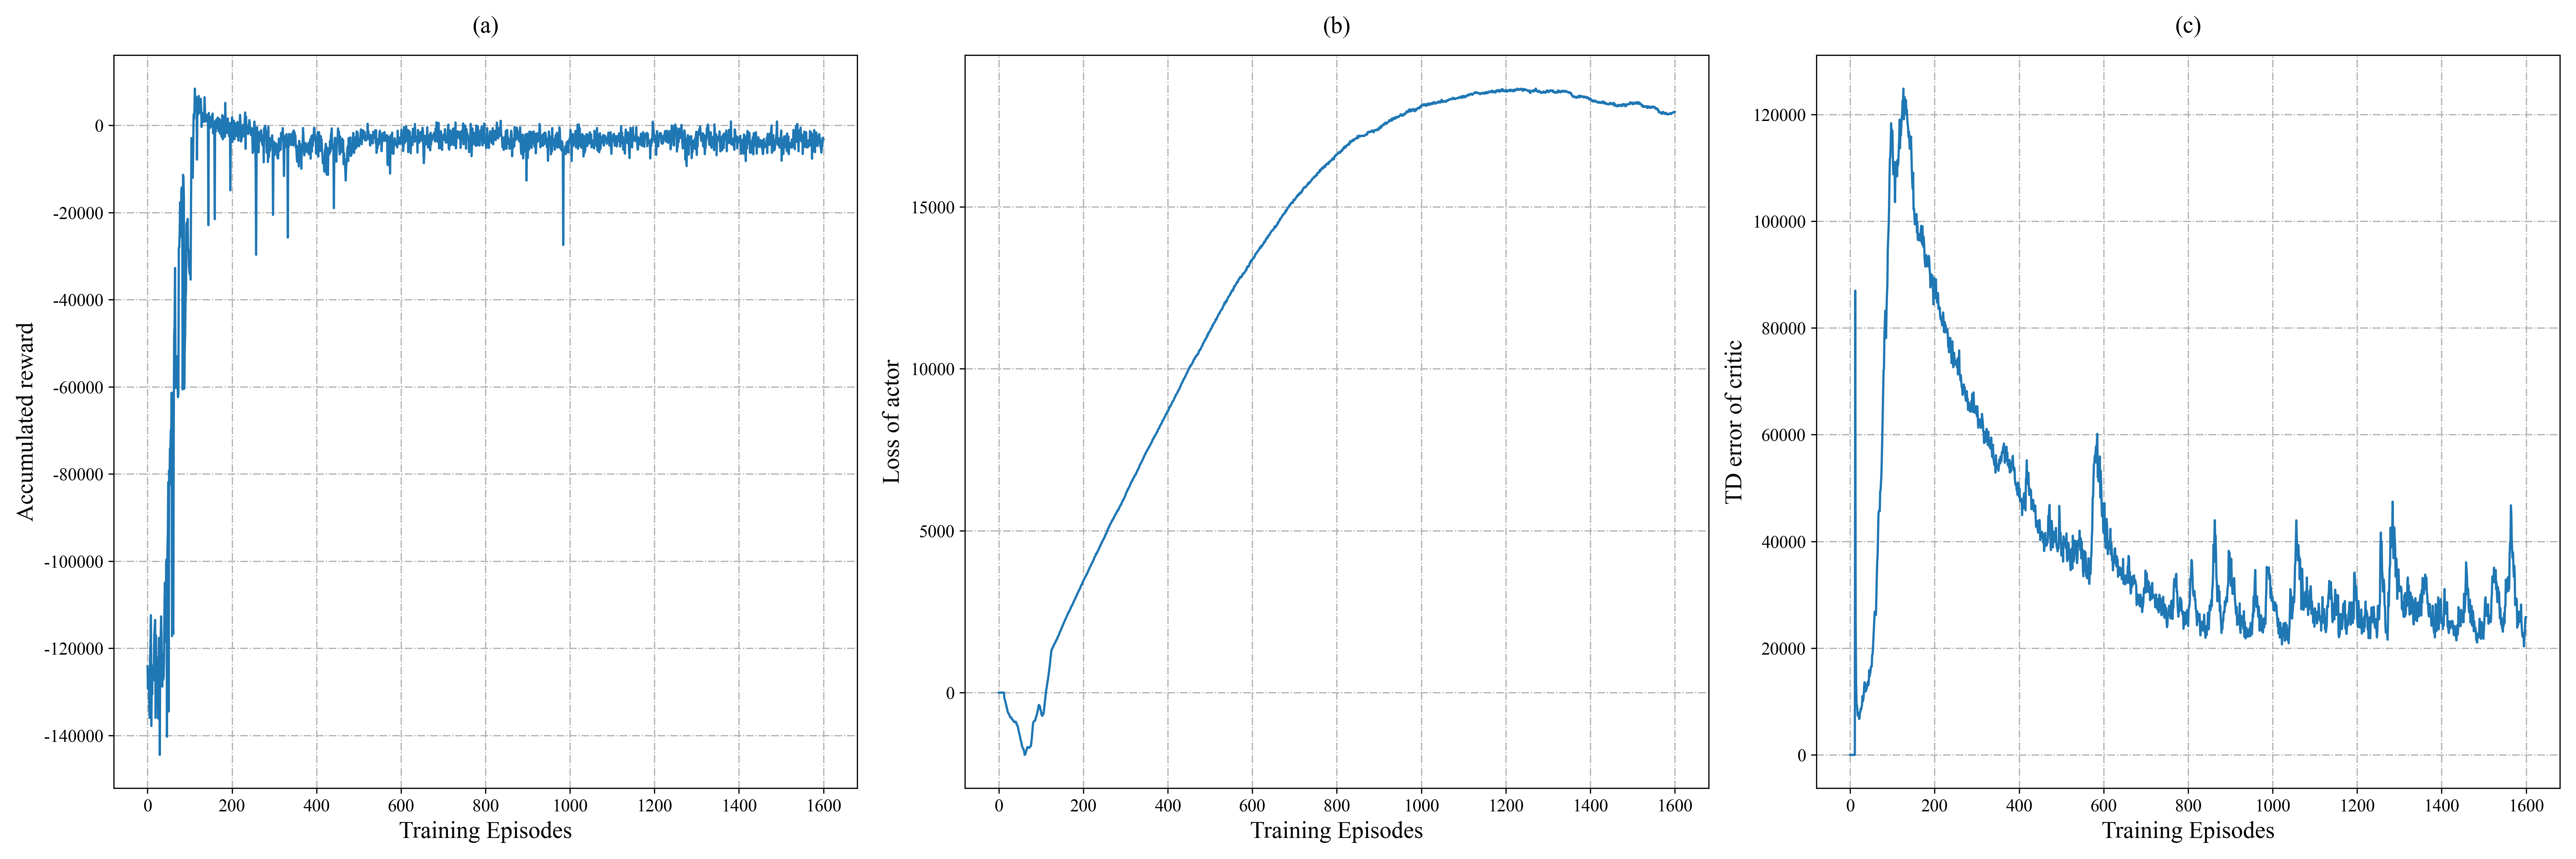 (a)
0
-20000
-40000
-60000
-80000
-100000
-120000
-140000
Accumulated reward
0 200 400 600 800 1000 1200 1400 1600
Training Episodes
(b)
15000
10000
5000
0
Loss of actor
0 200 400 600 800 1000 1200 1400 1600
Training Episodes
(c)
120000
100000
80000
60000
40000
20000
0
TD error of critic
0 200 400 600 800 1000 1200 1400 1600
Training Episodes